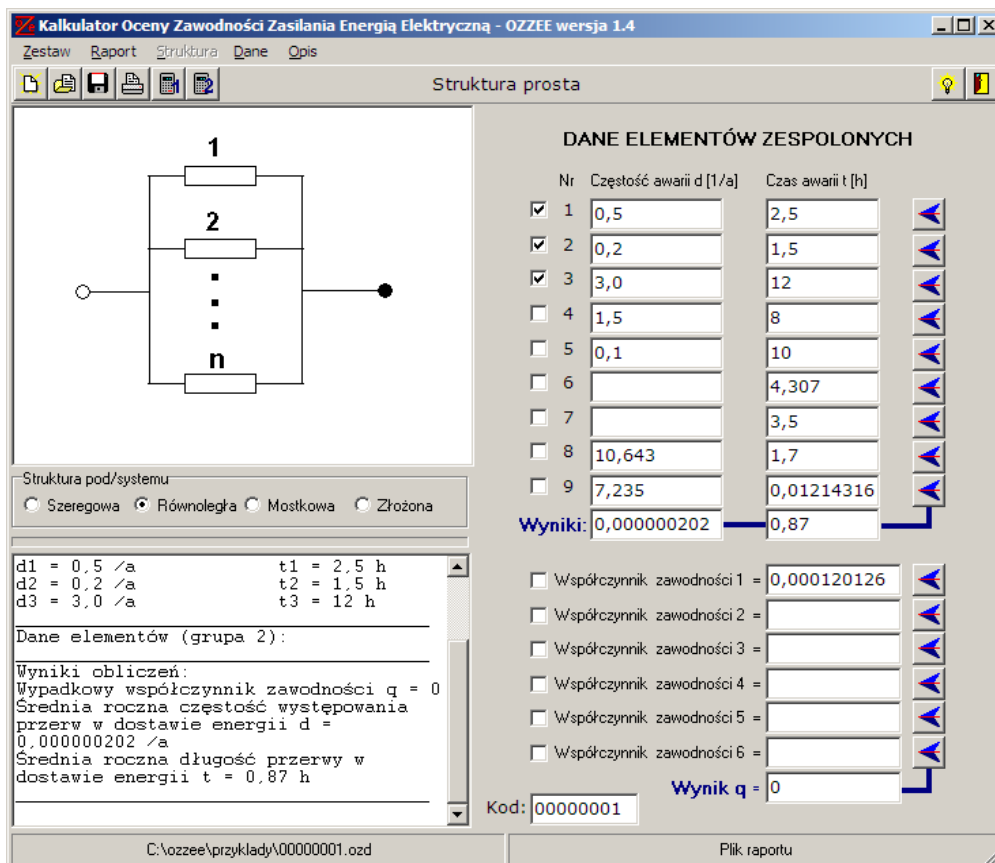 Kalkulator Oceny Zawodności Zasilania Energią Elektryczną - OZZEE wersja 1.4
Zestaw Raport Struktura Dane Opis
Struktura prosta
1
2
n
Struktura pod/systemu
Szeregowa Równoległa Mostkowa Złożona
d1 = 0,5 /a t1 = 2,5 h
d2 = 0,2 /a t2 = 1,5 h
d3 = 3,0 /a t3 = 12 h
Dane elementów (grupa 2):
Wyniki obliczeń:
Wypadkowy współczynnik zawodności q = 0
Średnia roczna częstość występowania
przerw w dostawie energii d =
0,000000202 /a
Średnia roczna długość przerwy w
dostawie energii t = 0,87 h
DANE ELEMENTÓW ZESPOLONYCH
Nr Częstość awarii d [1/a] Czas awarii t [h]
1 0,5 2,5
2 0,2 1,5
3 3,0 12
4 1,5 8
5 0,1 10
6 4,307
7 3,5
8 10,643 1,7
9 7,235 0,01214316
Wyniki: 0,000000202 0,87
Współczynnik zawodności 1 = 0,000120126
Współczynnik zawodności 2 =
Współczynnik zawodności 3 =
Współczynnik zawodności 4 =
Współczynnik zawodności 5 =
Współczynnik zawodności 6 =
Wynik q = 0
Kod: 00000001
C:\ozzee\przyklady\00000001.ozd Plik raportu